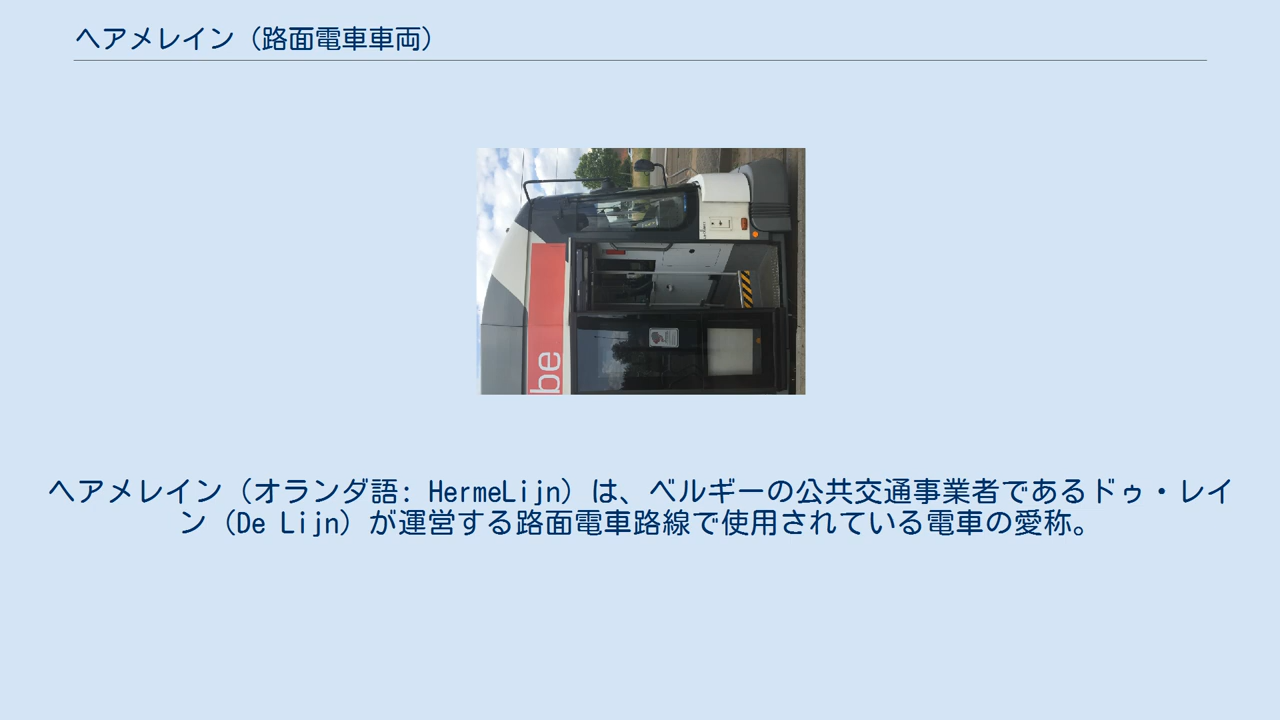 ヘアメレイン（路面電車車両）
be
ヘアメレイン（オランダ語: HermeLijn）は、ベルギーの公共交通事業者であるドゥ・レイ
ン（De Lijn）が運営する路面電車路線で使用されている電車の愛称。